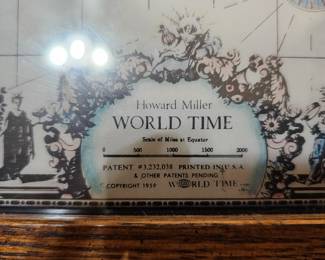 Howard Miller
WORLD TIME
Scale of Miles at Equator
0 500 1000 1500 2000
PATENT #3,232,038 PRINTED IN U.S.A.
& OTHER PATENTS PENDING
COPYRIGHT 1959 WORLD TIME